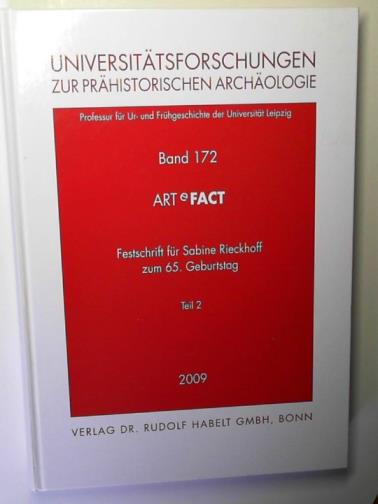 UNIVERSITÄTSFORSCHUNGEN
ZUR PRÄHISTORISCHEN ARCHÄOLOGIE
Professur für Ur- und Frühgeschichte der Universität Leipzig
Band 172
ART e FACT
Festschrift für Sabine Rieckhoff
zum 65. Geburtstag
Teil 2
2009
VERLAG DR. RUDOLF HABELT GMBH, BONN